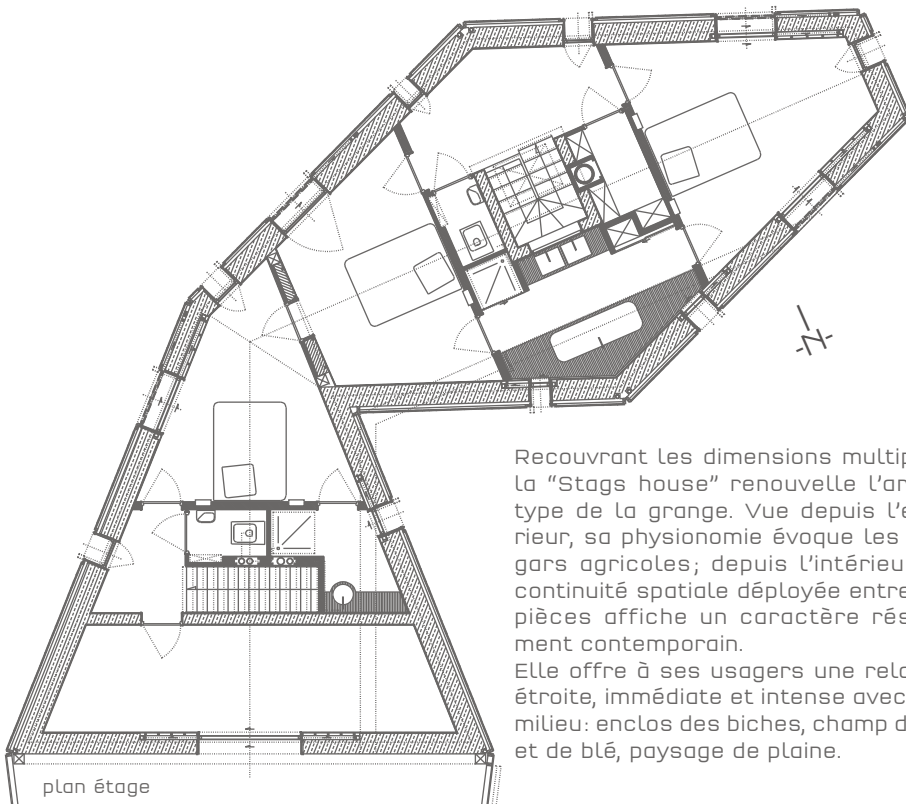 N
Recouvrant les dimensions multip
la “Stags house” renouvelle l’ar
type de la grange. Vue depuis l’e
rieur, sa physionomie évoque les
gars agricoles; depuis l’intérieu
continuité spatiale déployée entre
pièces affiche un caractère rés
ment contemporain.
Elle offre à ses usagers une rela
étroite, immédiate et intense avec
milieu: enclos des biches, champ d
et de blé, paysage de plaine.
plan étage